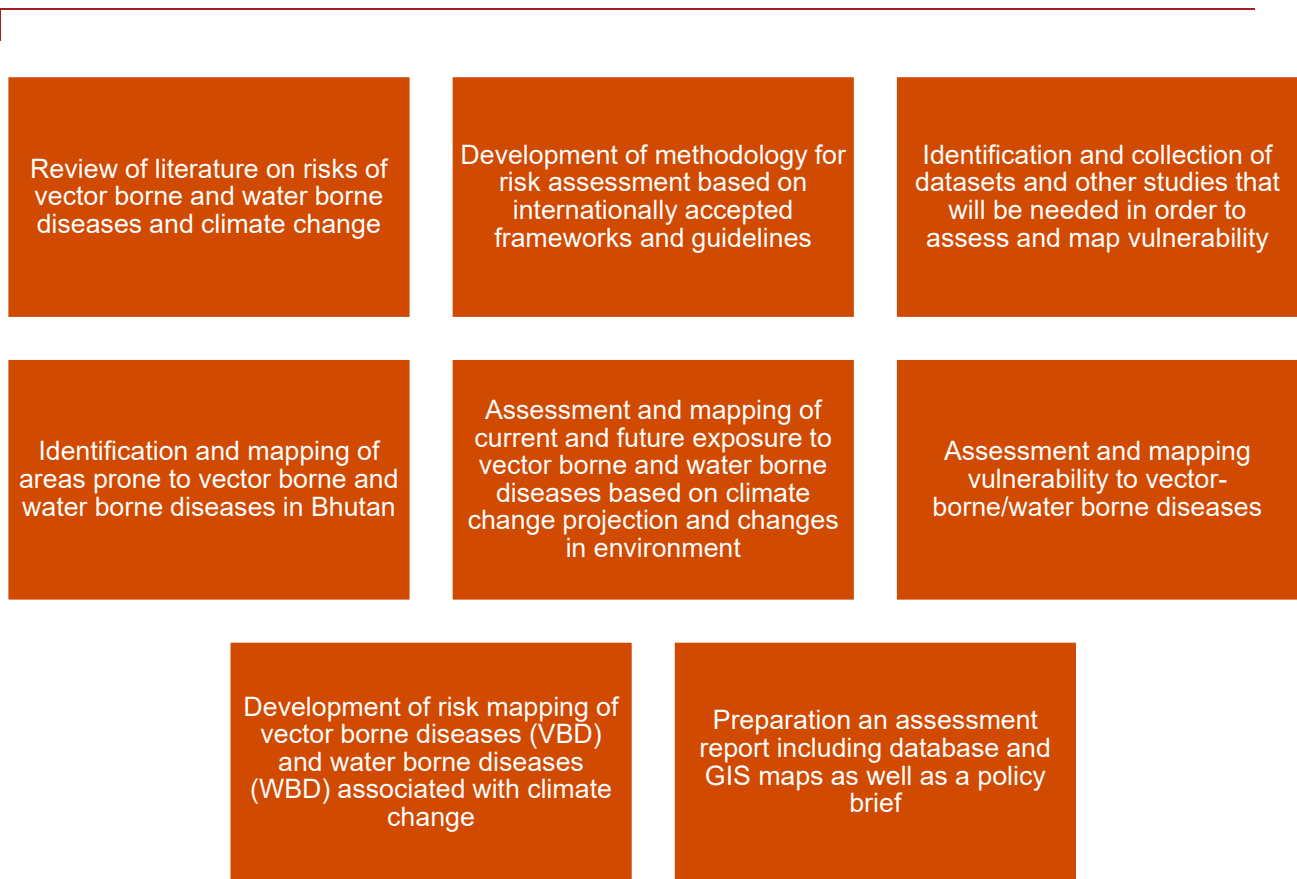 Review of literature on risks of
vector borne and water borne
diseases and climate change
Development of methodology for
risk assessment based on
internationally accepted
frameworks and guidelines
Identification and collection of
datasets and other studies that
will be needed in order to
assess and map vulnerability
Identification and mapping of
areas prone to vector borne and
water borne diseases in Bhutan
Assessment and mapping of
current and future exposure to
vector borne and water borne
diseases based on climate
change projection and changes
in environment
Assessment and mapping
vulnerability to vector-
borne/water borne diseases
Development of risk mapping of
vector borne diseases (VBD)
and water borne diseases
(WBD) associated with climate
change
Preparation an assessment
report including database and
GIS maps as well as a policy
brief